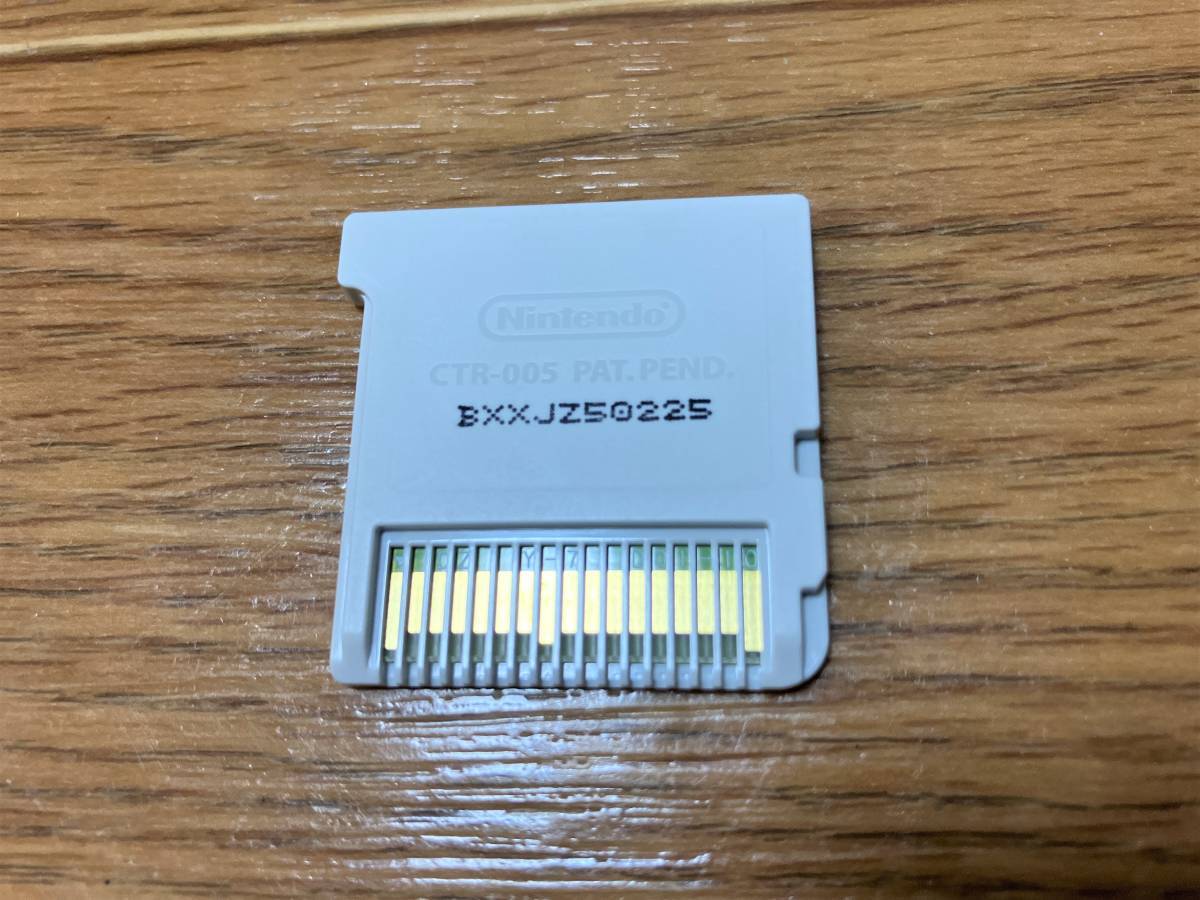 Nintendo
CTR-005 PAT. PEND.
BXXJZ50225